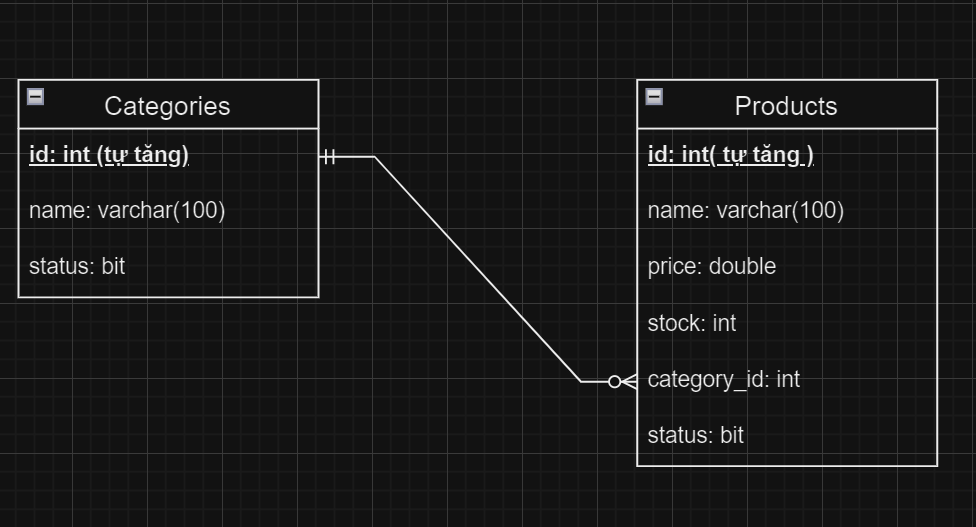 Categories
id: int (tự tăng)
name: varchar(100)
status: bit
Products
id: int( tự tăng )
name: varchar(100)
price: double
stock: int
category_id: int
status: bit